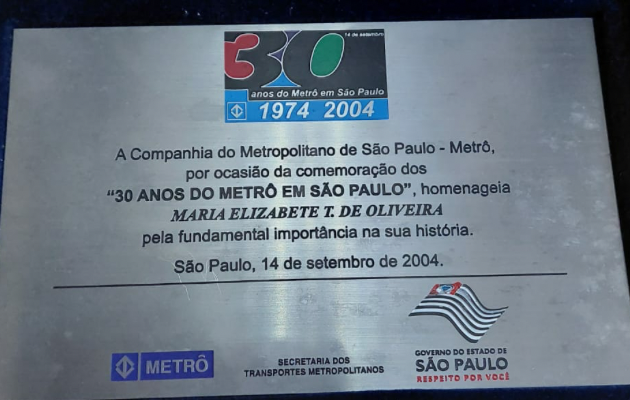 30
14 de setembro
anos do Metrô em São Paulo
1974 2004
A Companhia do Metropolitano de São Paulo - Metrô,
por ocasião da comemoração dos
“30 ANOS DO METRÔ EM SÃO PAULO”, homenageia
MARIA ELIZABETE T. DE OLIVEIRA
pela fundamental importância na sua história.
São Paulo, 14 de setembro de 2004.
METRÔ
SECRETARIA DOS
TRANSPORTES METROPOLITANOS
GOVERNO DO ESTADO DE
SÃO PAULO
RESPEITO POR VOCÊ